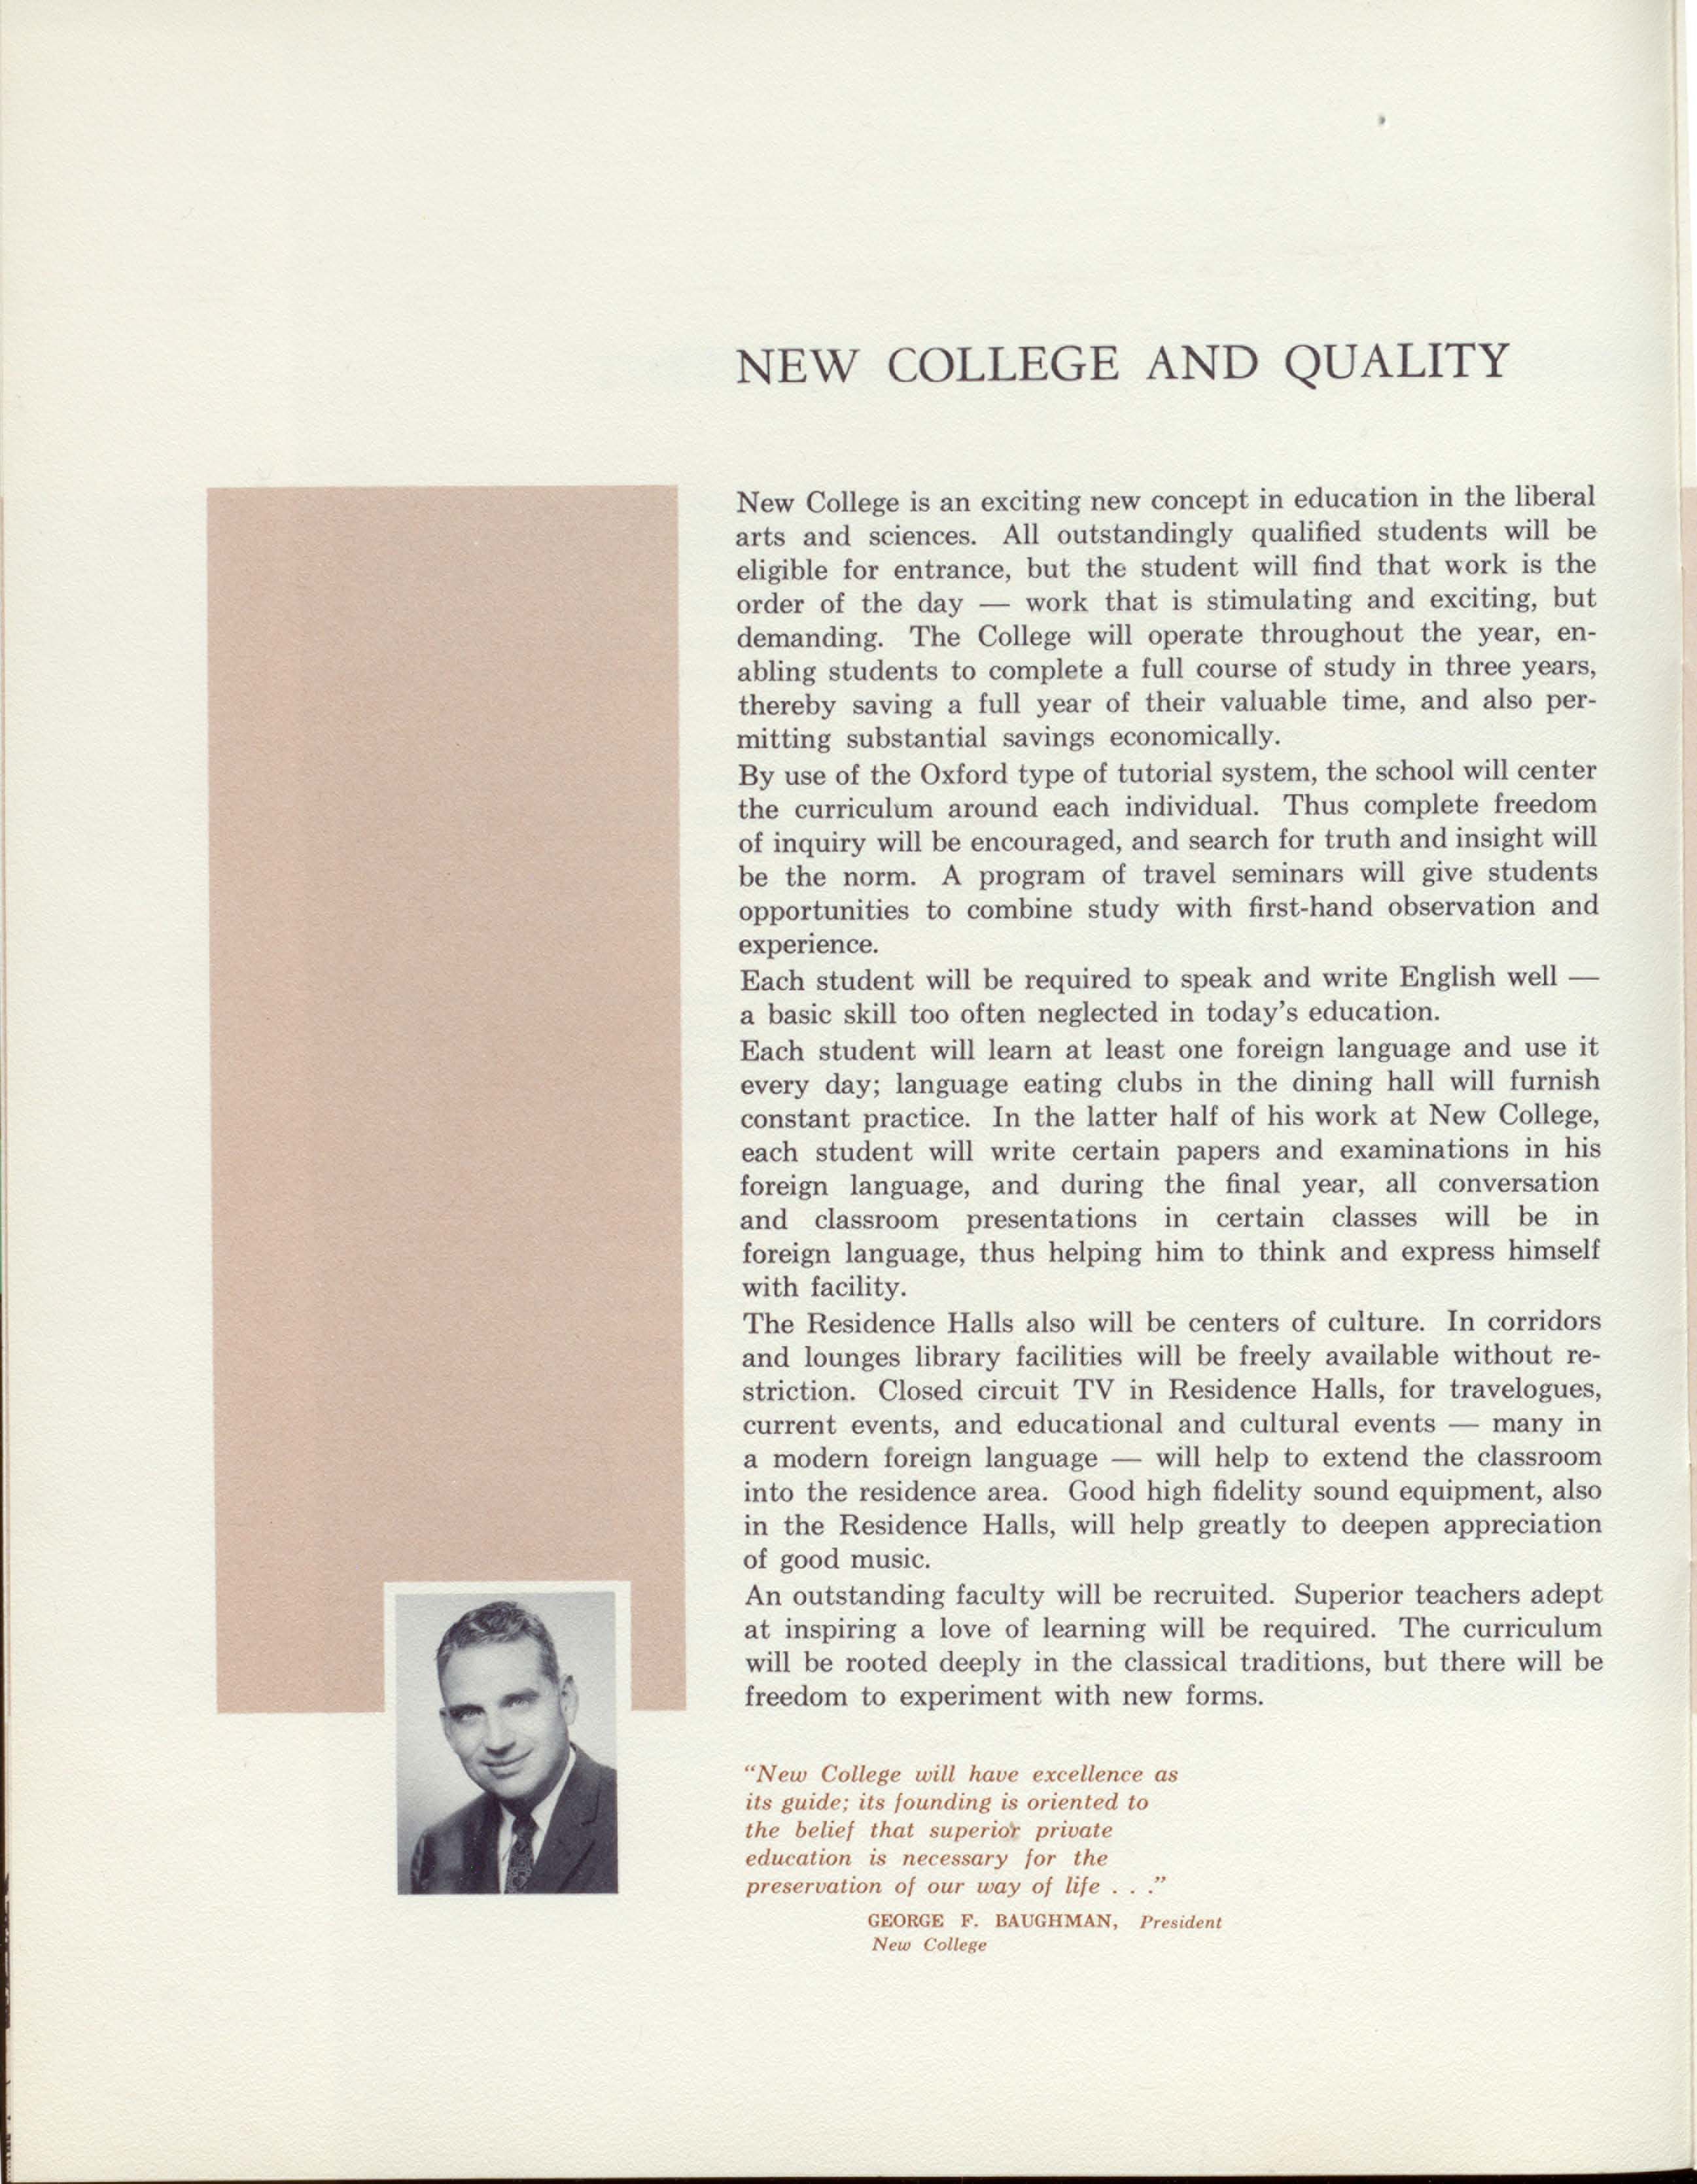 NEW COLLEGE AND QUALITY
New College is an exciting new concept in education in the liberal
arts and sciences. All outstandingly qualified students will be
eligible for entrance, but the student will find that work is the
order of the day — work that is stimulating and exciting, but
demanding. The College will operate throughout the year, en-
abling students to complete a full course of study in three years,
thereby saving a full year of their valuable time, and also per-
mitting substantial savings economically.
By use of the Oxford type of tutorial system, the school will center
the curriculum around each individual. Thus complete freedom
of inquiry will be encouraged, and search for truth and insight will
be the norm. A program of travel seminars will give students
opportunities to combine study with first-hand observation and
experience.
Each student will be required to speak and write English well —
a basic skill too often neglected in today's education.
Each student will learn at least one foreign language and use it
every day; language eating clubs in the dining hall will furnish
constant practice. In the latter half of his work at New College,
each student will write certain papers and examinations in his
foreign language, and during the final year, all conversation
and classroom presentations in certain classes will be in
foreign language, thus helping him to think and express himself
with facility.
The Residence Halls also will be centers of culture. In corridors
and lounges library facilities will be freely available without re-
striction. Closed circuit TV in Residence Halls, for travelogues,
current events, and educational and cultural events — many in
a modern foreign language — will help to extend the classroom
into the residence area. Good high fidelity sound equipment, also
in the Residence Halls, will help greatly to deepen appreciation
of good music.
An outstanding faculty will be recruited. Superior teachers adept
at inspiring a love of learning will be required. The curriculum
will be rooted deeply in the classical traditions, but there will be
freedom to experiment with new forms.
“New College will have excellence as
its guide; its founding is oriented to
the belief that superior private
education is necessary for the
preservation of our way of life . . .”
GEORGE F. BAUGHMAN, President
New College